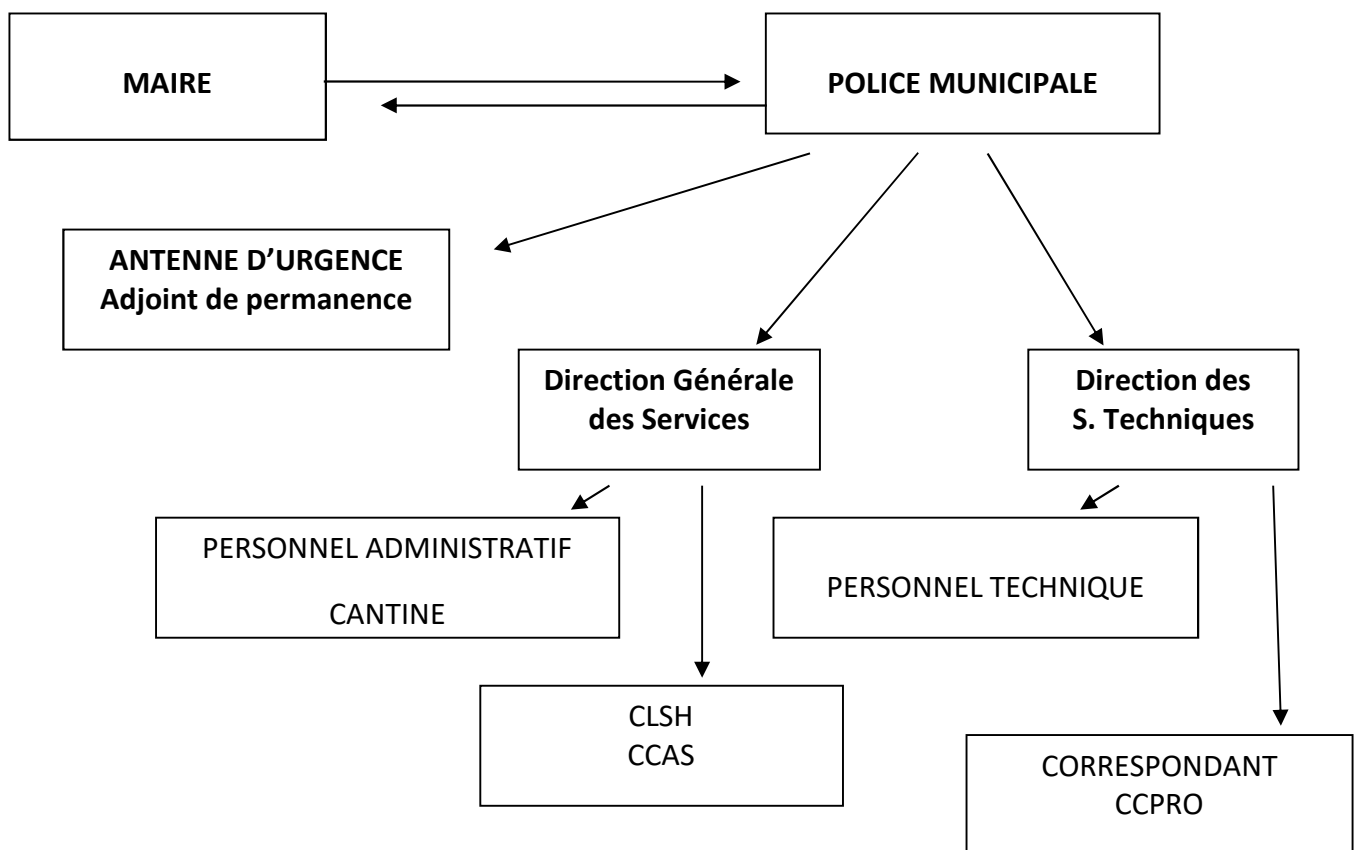 MAIRE
POLICE MUNICIPALE
ANTENNE D’URGENCE
Adjoint de permanence
Direction Générale
des Services
Direction des
S. Techniques
PERSONNEL ADMINISTRATIF
CANTINE
PERSONNEL TECHNIQUE
CLSH
CCAS
CORRESPONDANT
CCPRO